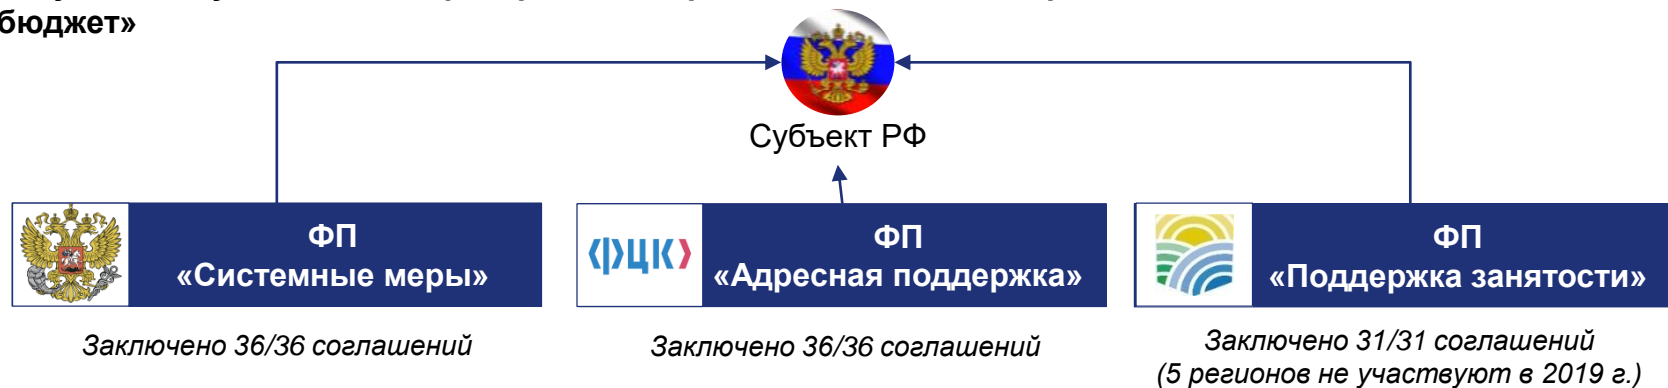 бюджет»
Субъект РФ
ФП
«Системные меры»
ФЦК
ФП
«Адресная поддержка»
ФП
«Поддержка занятости»
Заключено 36/36 соглашений
Заключено 36/36 соглашений
Заключено 31/31 соглашений
(5 регионов не участвуют в 2019 г.)